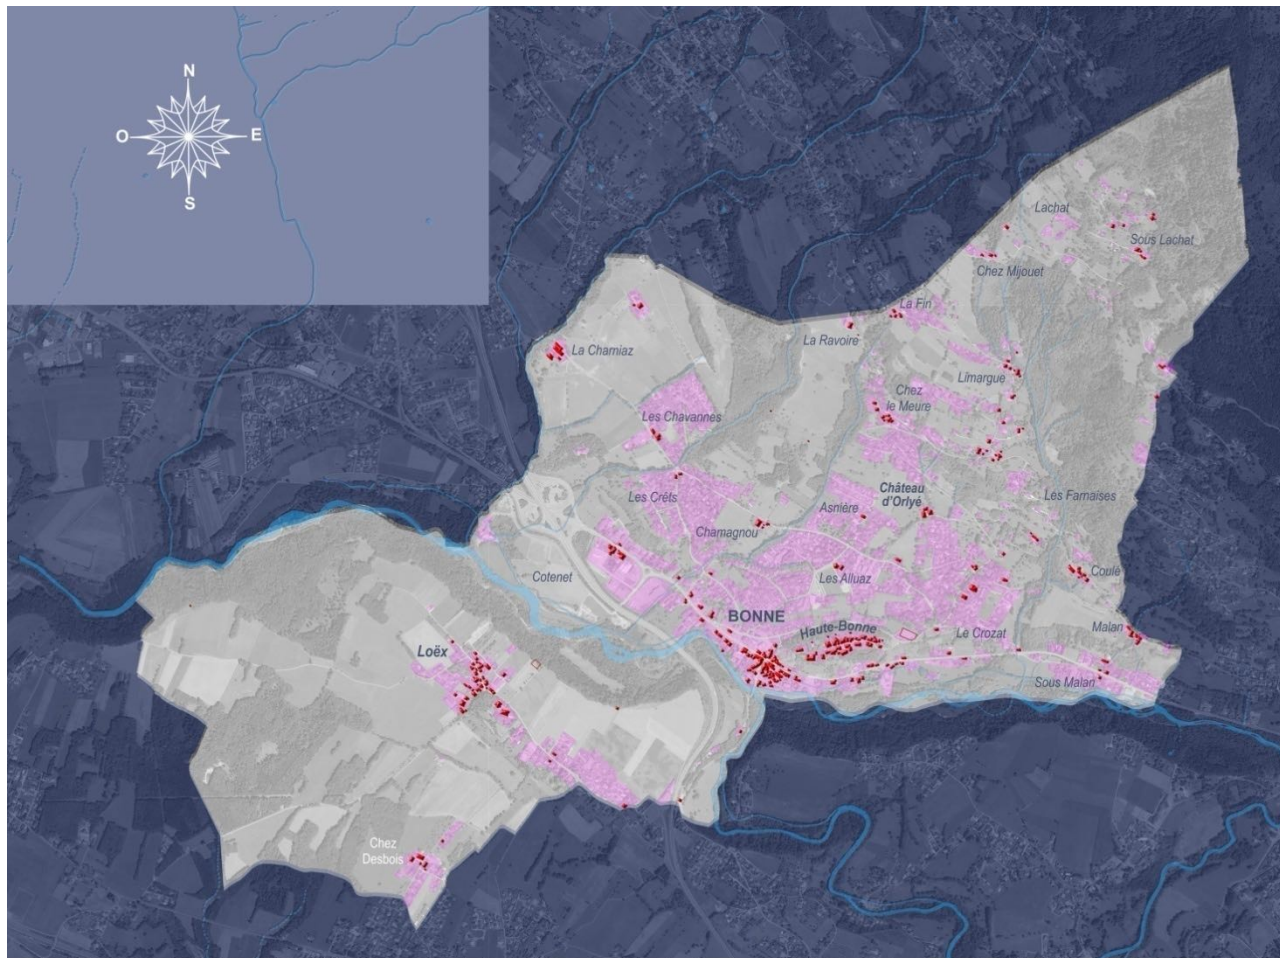 N
O
E
S
Lachat
Sous Lachat
Chez Mijouet
La Fin
La Ravoire
La Charniaz
Limargue
Chez
le Meure
Les Chavannes
Château
d'Orlyé
Les Crêts
Les Farnaises
Asnière
Chamagnou
Coulé
Cotenet
Les Alluaz
BONNE
Haute-Bonne
Le Crozat
Malan
Loëx
Sous Malan
Chez
Desbois